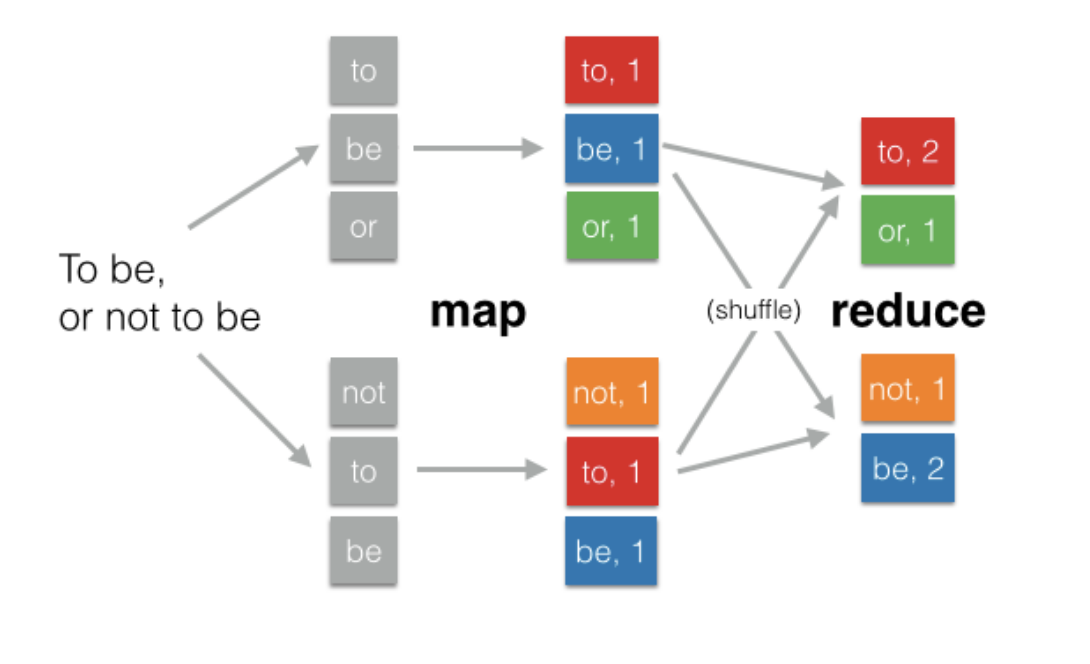 To be,
or not to be
to
be
or
not
to
be
map
to, 1
be, 1
or, 1
not, 1
to, 1
be, 1
(shuffle)
reduce
to, 2
or, 1
not, 1
be, 2